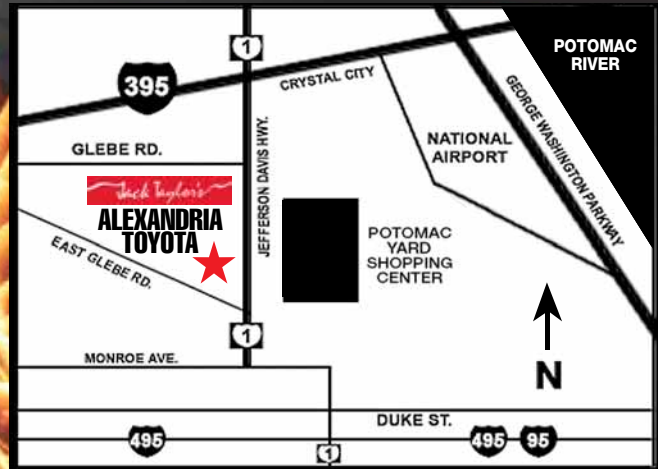 1
POTOMAC
RIVER
395
CRYSTAL CITY
GEORGE WASHINGTON PARKWAY
NATIONAL
AIRPORT
GLEBE RD.
JEFFERSON DAVIS HWY.
Jack Taylor's
ALEXANDRIA
TOYOTA
EAST GLEBE RD.
POTOMAC
YARD
SHOPPING
CENTER
1
MONROE AVE.
N
DUKE ST.
495
1
495
95